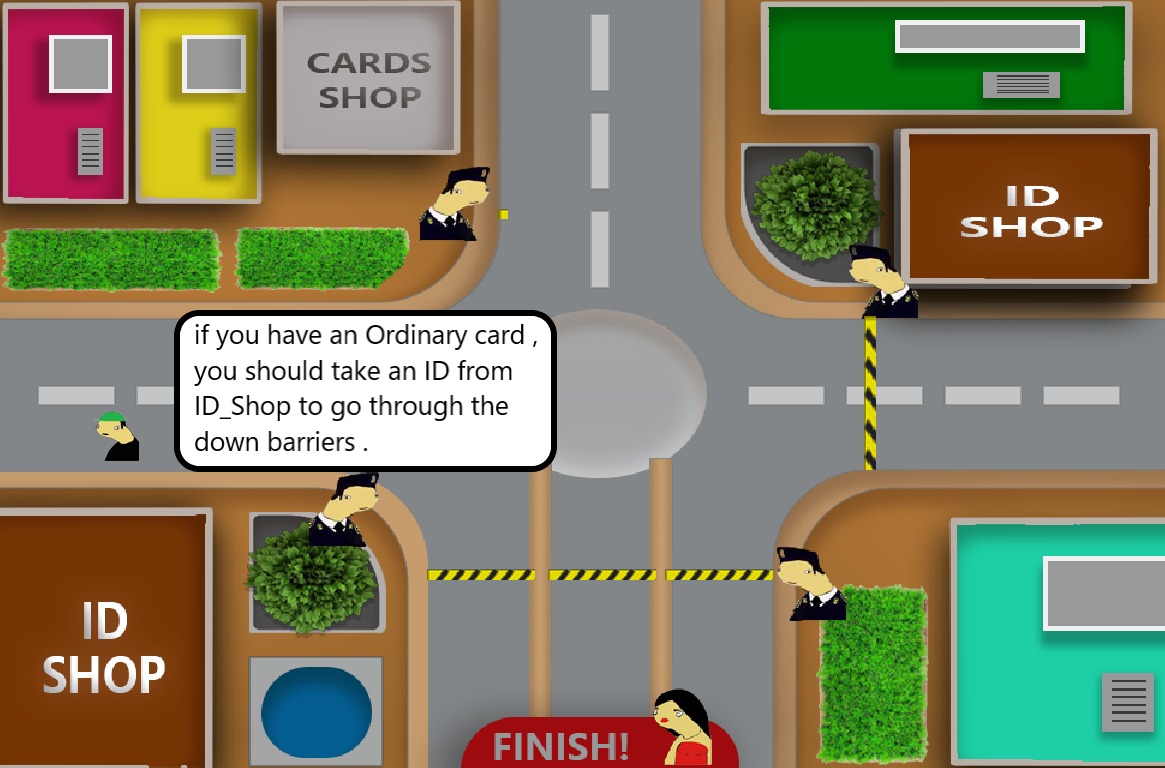 CARDS
SHOP
ID
SHOP
if you have an Ordinary card ,
you should take an ID from
ID_Shop to go through the
down barriers .
ID
SHOP
FINISH!